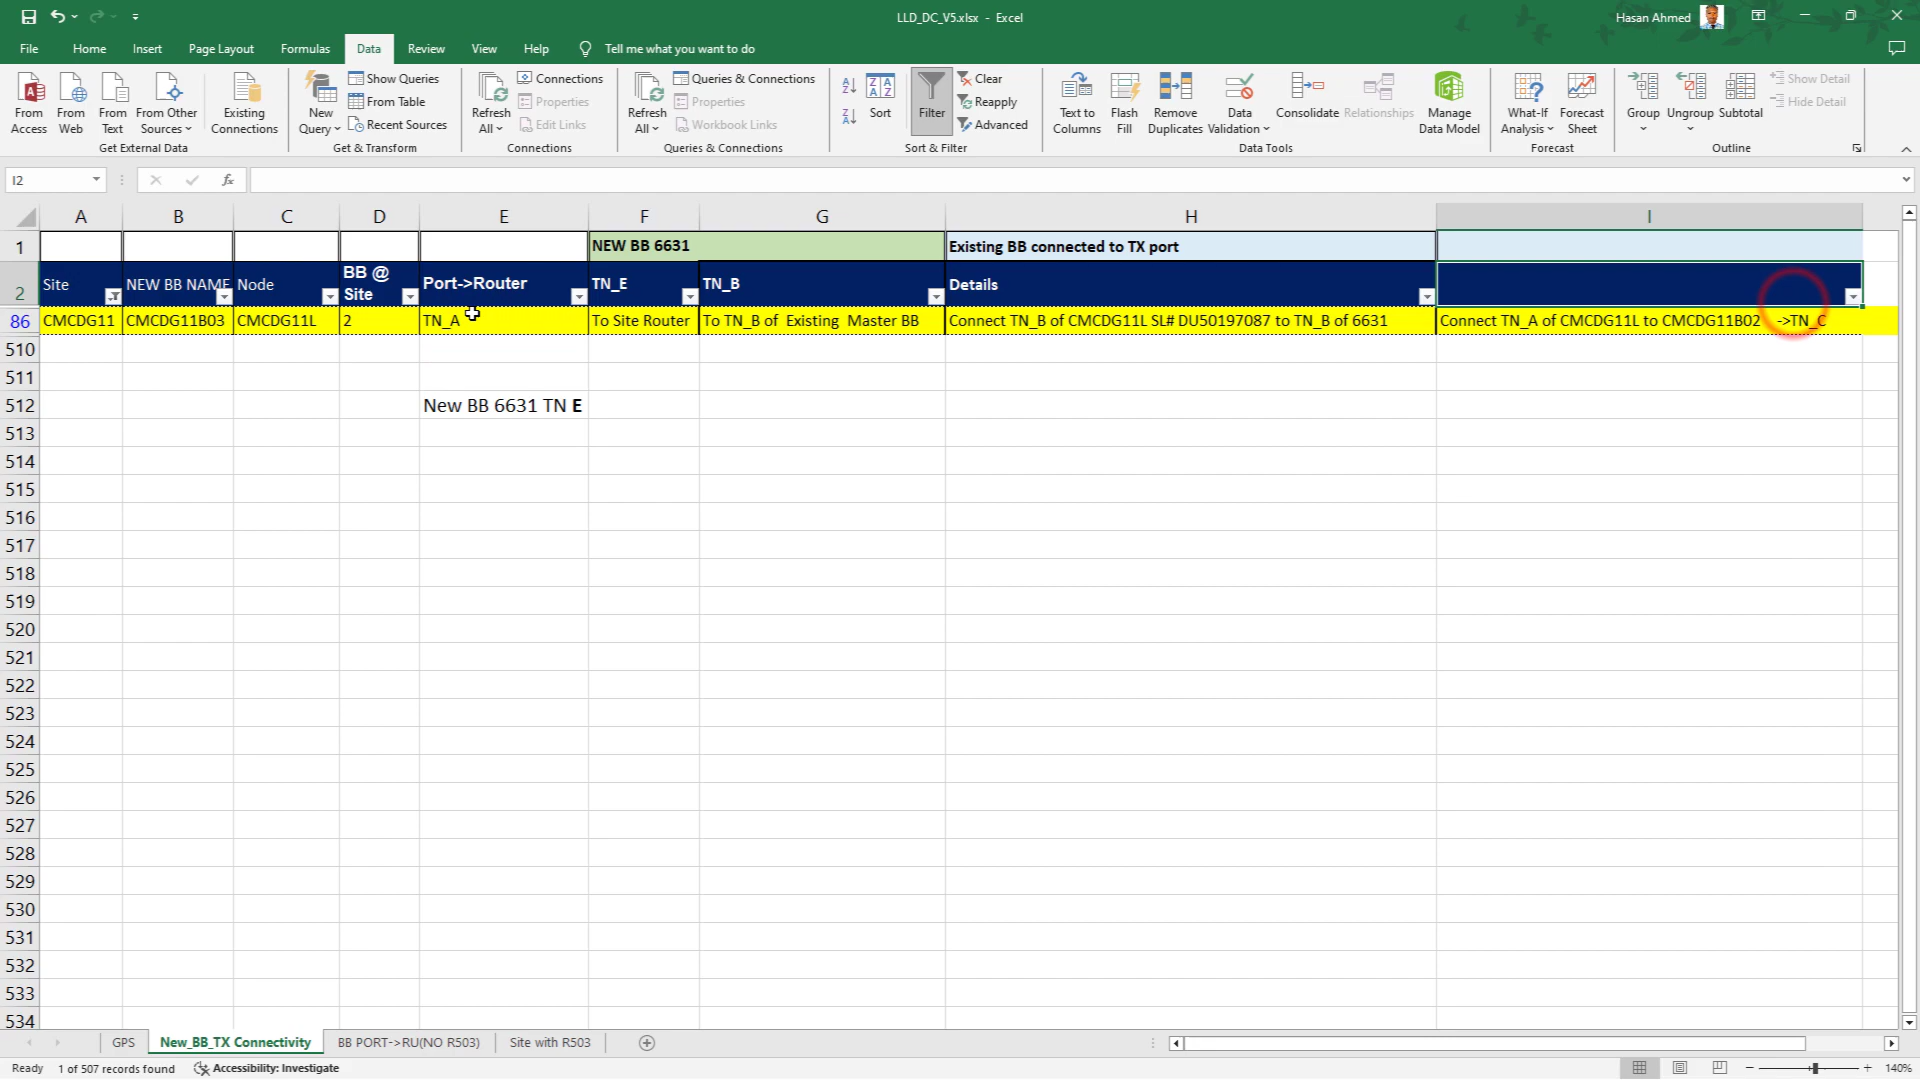 LLD_DC_V5.xlsx - Excel
Hasan Ahmed
File Home Insert Page Layout Formulas Data Review View Help Tell me what you want to do
From Access
From Web
From Text
From Other Sources
Existing Connections
Get External Data
New Query
Show Queries
From Table
Recent Sources
Get & Transform
Refresh All
Connections
Properties
Edit Links
Connections
Refresh All
Queries & Connections
Properties
Workbook Links
Queries & Connections
Sort
Filter
Clear
Reapply
Advanced
Sort & Filter
Text to Columns
Flash Fill
Remove Duplicates
Data Validation
Consolidate
Relationships
Manage Data Model
Data Tools
What-If Analysis
Forecast Sheet
Forecast
Group
Ungroup
Subtotal
Show Detail
Hide Detail
Outline
I2
fx
A B C D E F G H I
1 NEW BB 6631 Existing BB connected to TX port
2 Site NEW BB NAME Node BB @ Site Port->Router TN_E TN_B Details
86 CMCDG11 CMCDG11B03 CMCDG11L 2 TN_A To Site Router To TN_B of Existing Master BB Connect TN_B of CMCDG11L SL# DU50197087 to TN_B of 6631 Connect TN_A of CMCDG11L to CMCDG11B02 ->TN_C
510
511
512 New BB 6631 TN E
513
514
515
516
517
518
519
520
521
522
523
524
525
526
527
528
529
530
531
532
533
534
GPS New_BB_TX Connectivity BB PORT->RU(NO R503) Site with R503
Ready 1 of 507 records found Accessibility: Investigate 140%